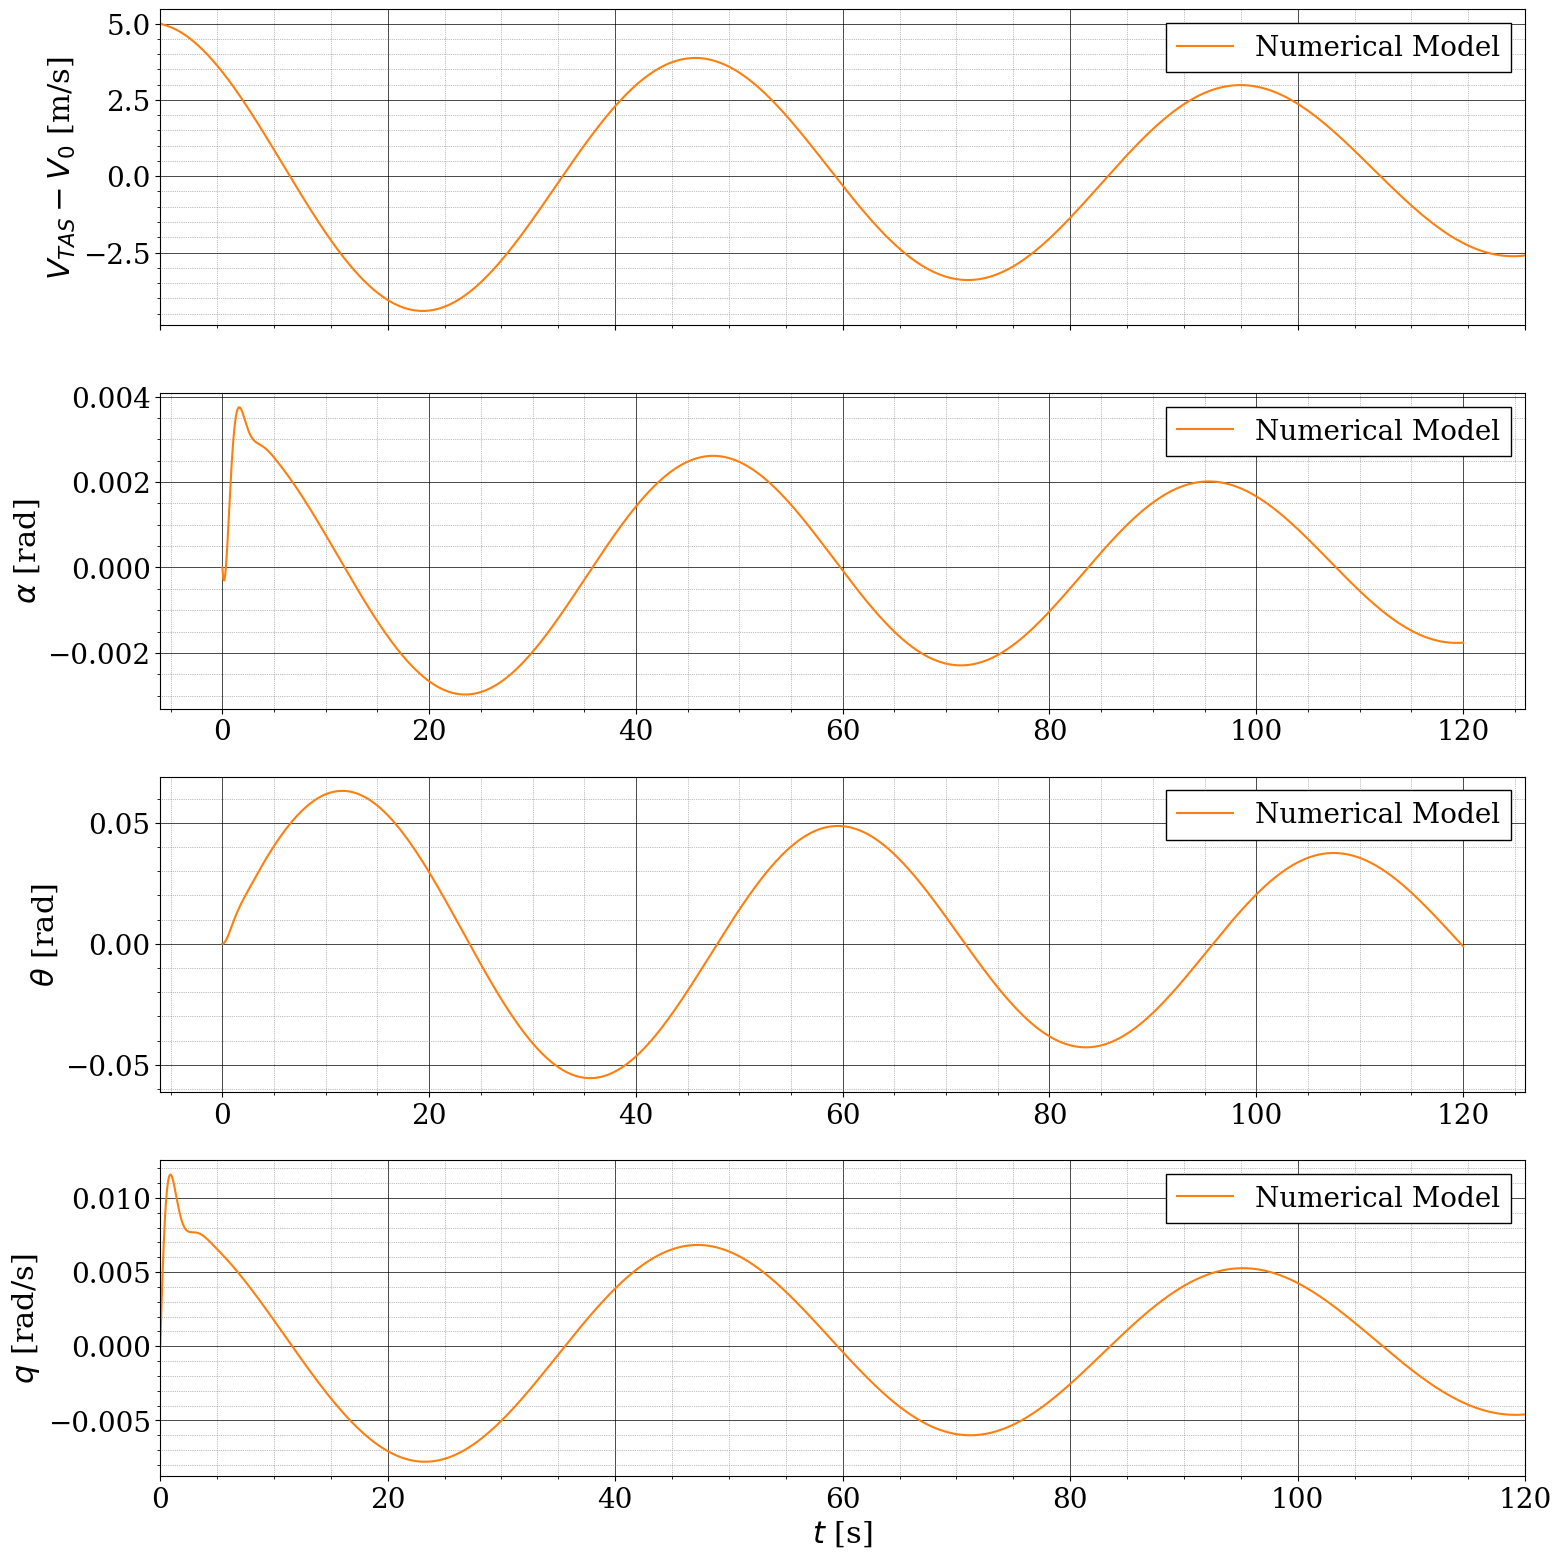 5.0
2.5
0.0
−2.5
V_{TAS} − V_0 [m/s]
Numerical Model
0.004
0.002
0.000
−0.002
α [rad]
Numerical Model
0 20 40 60 80 100 120
0.05
0.00
−0.05
θ [rad]
Numerical Model
0 20 40 60 80 100 120
0.010
0.005
0.000
−0.005
q [rad/s]
Numerical Model
0 20 40 60 80 100 120
t [s]